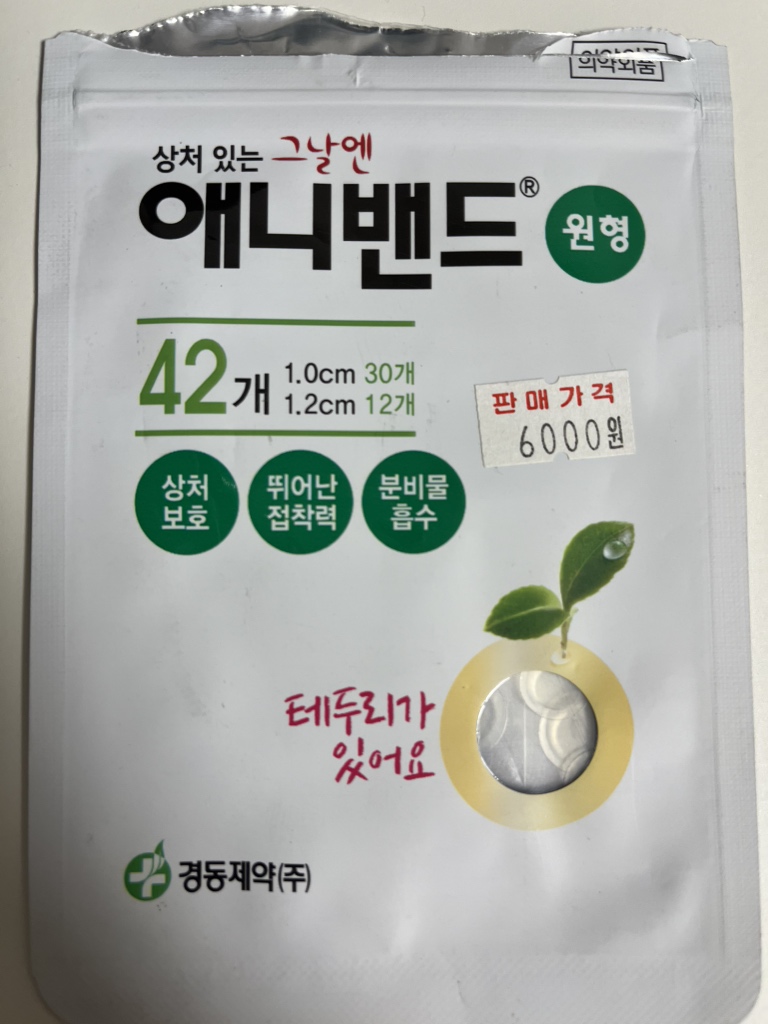 의약외품
상처 있는 그날엔
애니밴드®
원형
42개
1.0cm 30개
1.2cm 12개
판매가격
6000원
상처
보호
뛰어난
접착력
분비물
흡수
테두리가
있어요
경동제약(주)